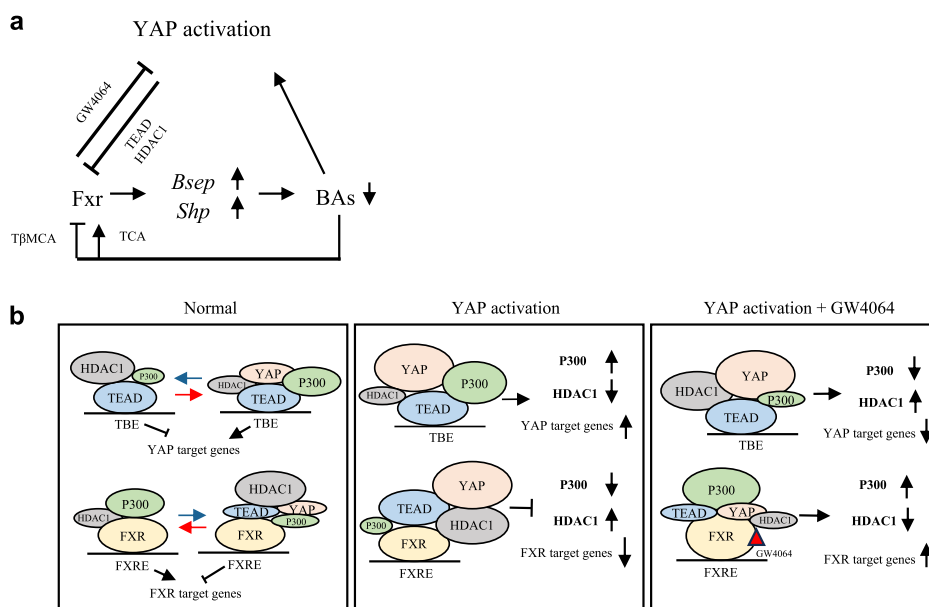 a
YAP activation
GW4064
TEAD
HDAC1
Fxr
Bsep
Shp
BAs
TβMCA
TCA
b
Normal
YAP activation
YAP activation + GW4064
HDAC1
P300
TEAD
TBE
HDAC1
YAP
P300
TEAD
TBE
YAP target genes
P300
HDAC1
FXR
FXRE
HDAC1
TEAD
YAP
P300
FXR
FXRE
FXR target genes
YAP
P300
HDAC1
TEAD
TBE
P300
HDAC1
YAP target genes
YAP
TEAD
HDAC1
P300
FXR
FXRE
P300
HDAC1
FXR target genes
YAP
HDAC1
P300
TEAD
TBE
P300
HDAC1
YAP target genes
P300
TEAD
YAP
HDAC1
FXR
GW4064
FXRE
P300
HDAC1
FXR target genes